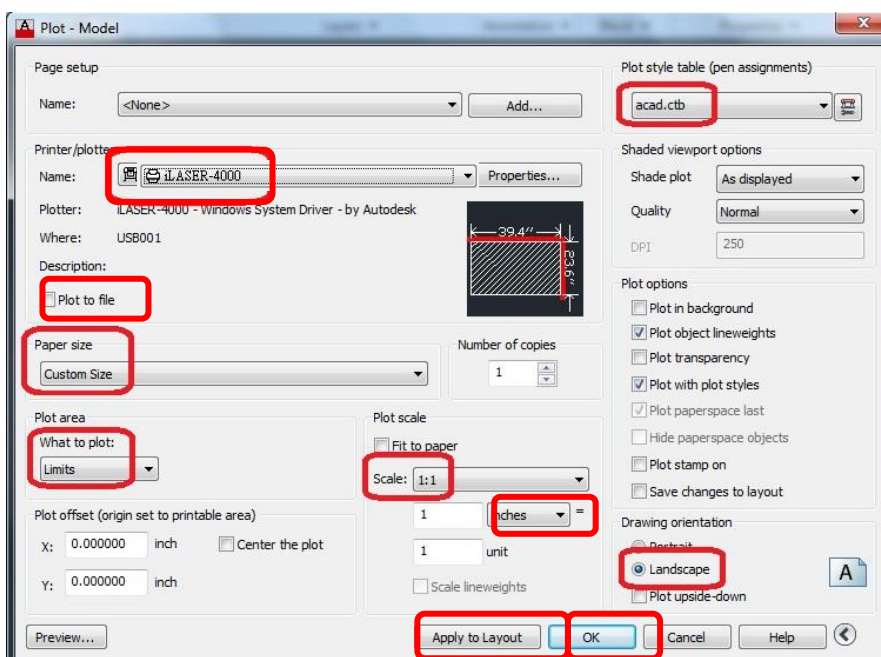 Plot - Model
Page setup
Name: <None> Add...
Plot style table (pen assignments)
acad.ctb
Printer/plotte
Name: iLASER-4000 Properties...
Plotter: iLASER-4000 - Windows System Driver - by Autodesk
Where: USB001
Description:
Plot to file
39.4''
23.6''
Shaded viewport options
Shade plot As displayed
Quality Normal
DPI 250
Paper size
Custom Size
Number of copies
1
Plot options
Plot in background
Plot object lineweights
Plot transparency
Plot with plot styles
Plot paperspace last
Hide paperspace objects
Plot stamp on
Save changes to layout
Plot area
What to plot:
Limits
Plot scale
Fit to paper
Scale: 1:1
1 inches =
1 unit
Scale lineweights
Plot offset (origin set to printable area)
X: 0.000000 inch Center the plot
Y: 0.000000 inch
Drawing orientation
Portrait
Landscape
Plot upside-down
A
Preview... Apply to Layout OK Cancel Help